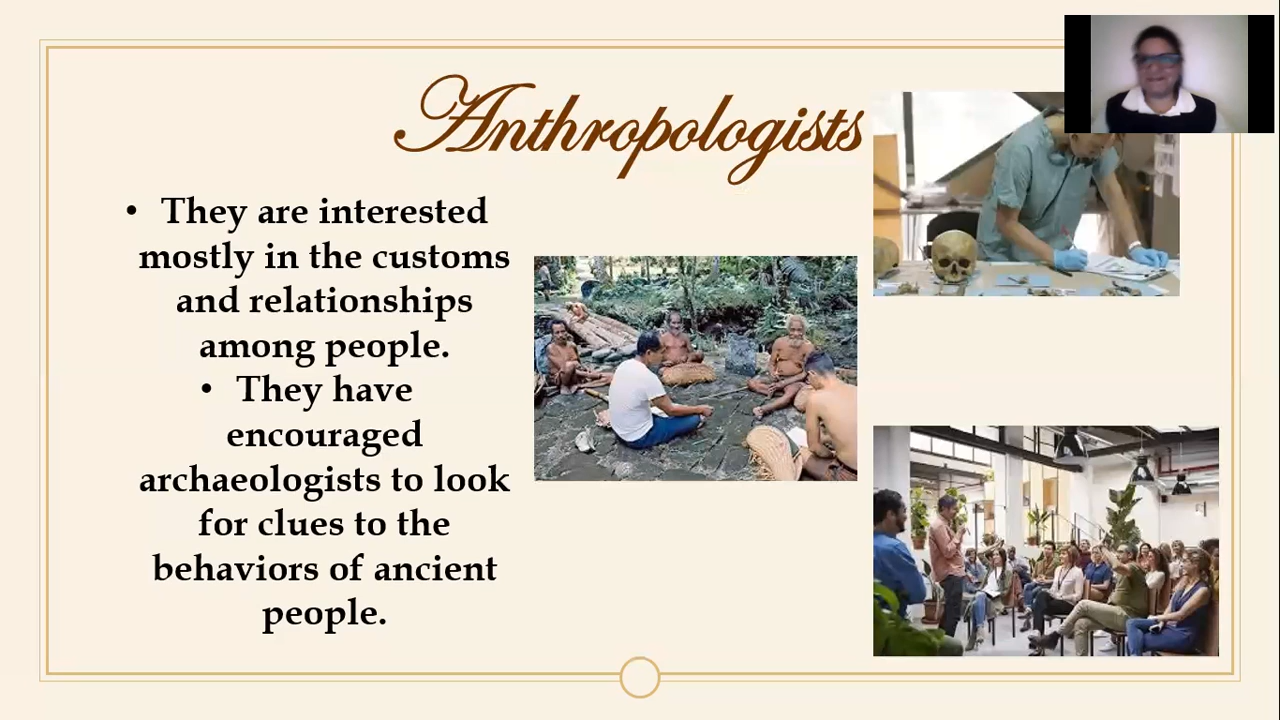 Anthropologists
• They are interested
mostly in the customs
and relationships
among people.
• They have
encouraged
archaeologists to look
for clues to the
behaviors of ancient
people.